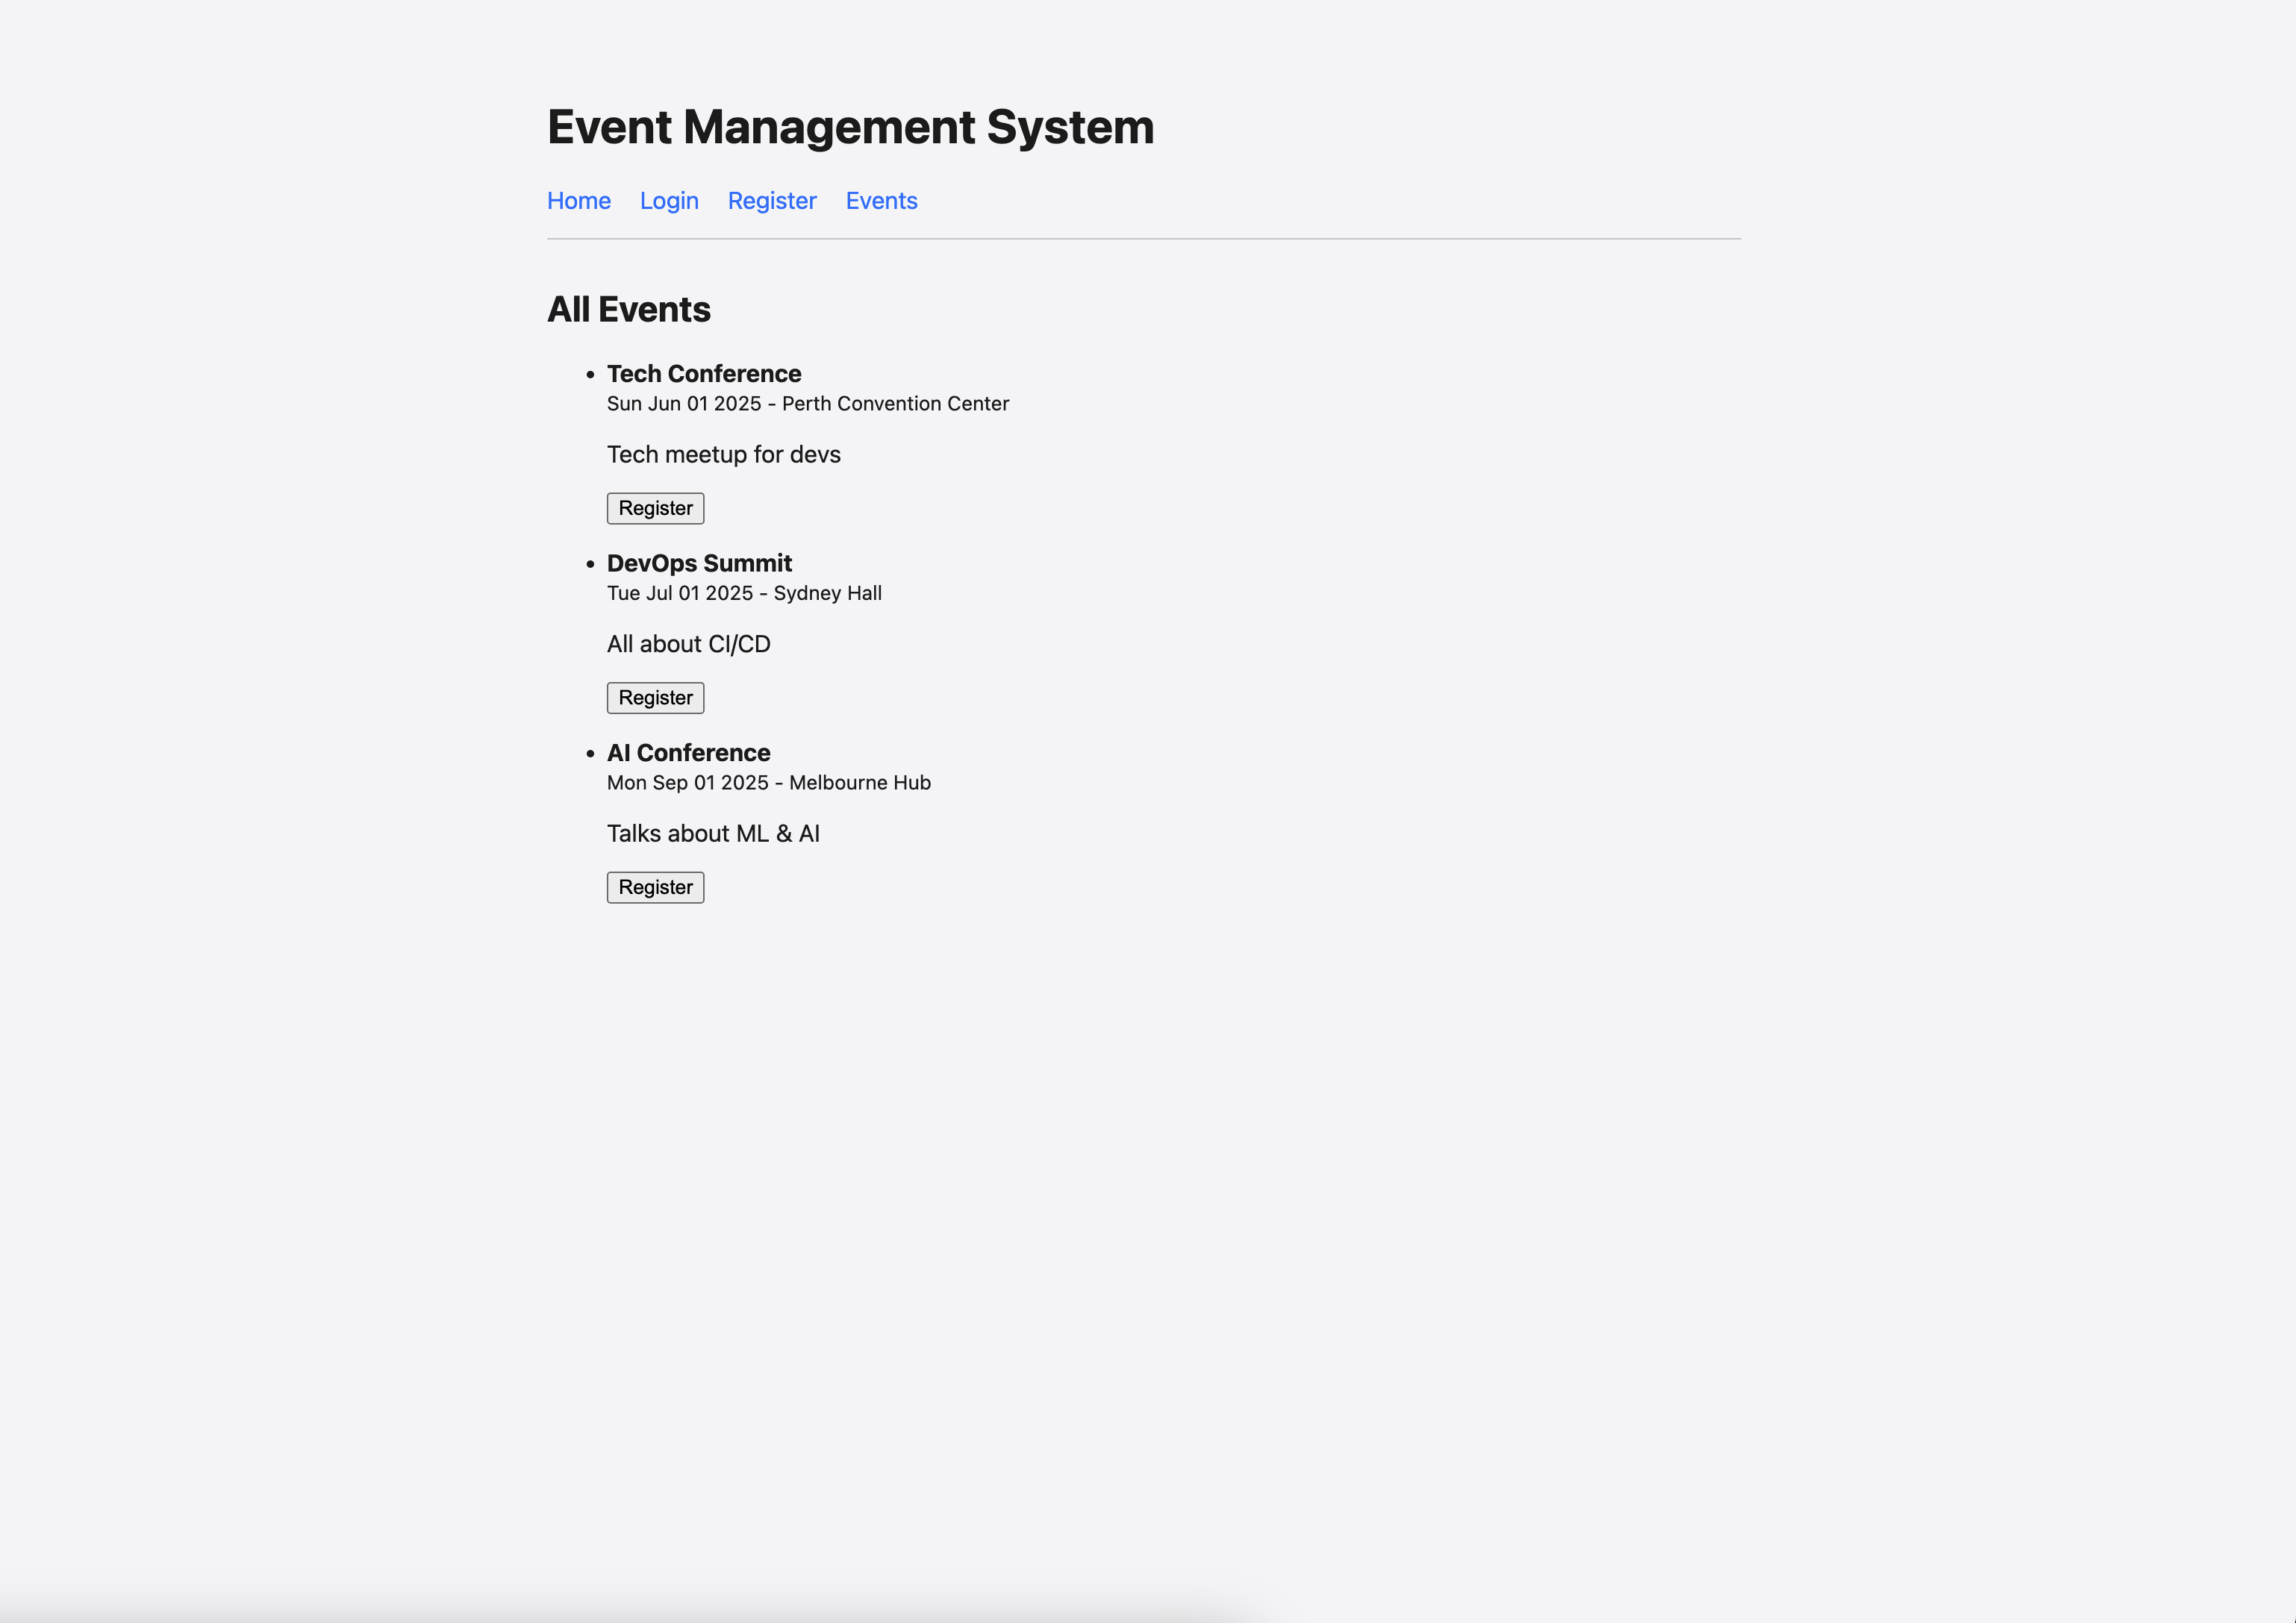 Event Management System
Home Login Register Events
All Events
Tech Conference
Sun Jun 01 2025 - Perth Convention Center
Tech meetup for devs
Register
DevOps Summit
Tue Jul 01 2025 - Sydney Hall
All about CI/CD
Register
AI Conference
Mon Sep 01 2025 - Melbourne Hub
Talks about ML & AI
Register